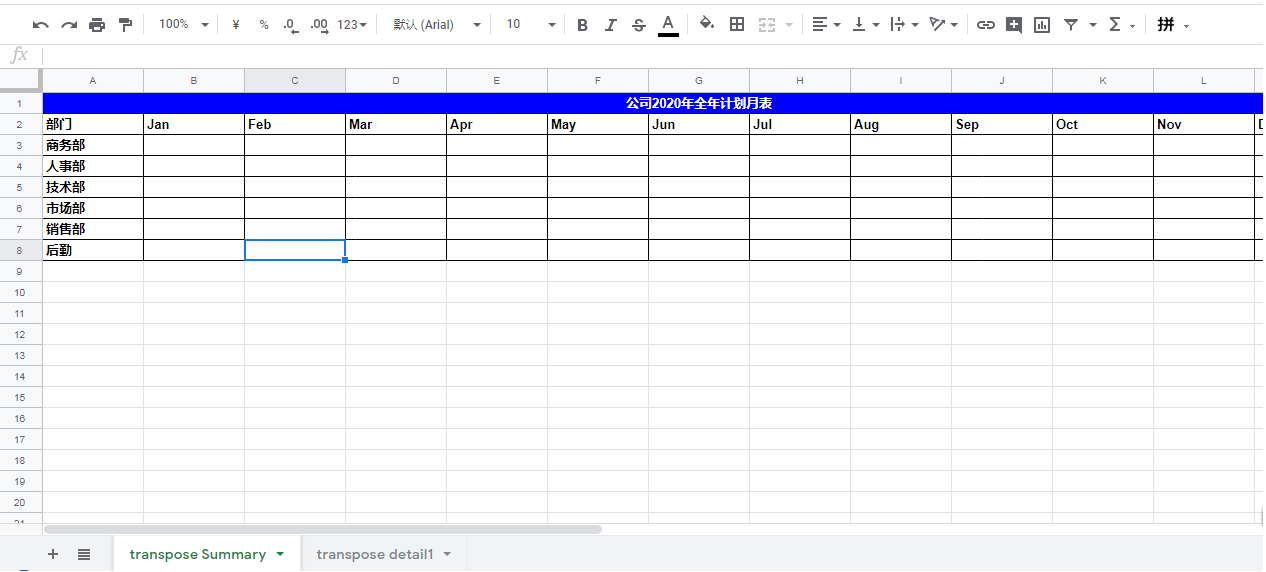 100% ¥ % .0 .00 123 默认 (Arial) 10 B I S A 拼
fx
A B C D E F G H I J K L
1 公司2020年全年计划月表
2 部门 Jan Feb Mar Apr May Jun Jul Aug Sep Oct Nov
3 商务部
4 人事部
5 技术部
6 市场部
7 销售部
8 后勤
9
10
11
12
13
14
15
16
17
18
19
20
transpose Summary transpose detail1